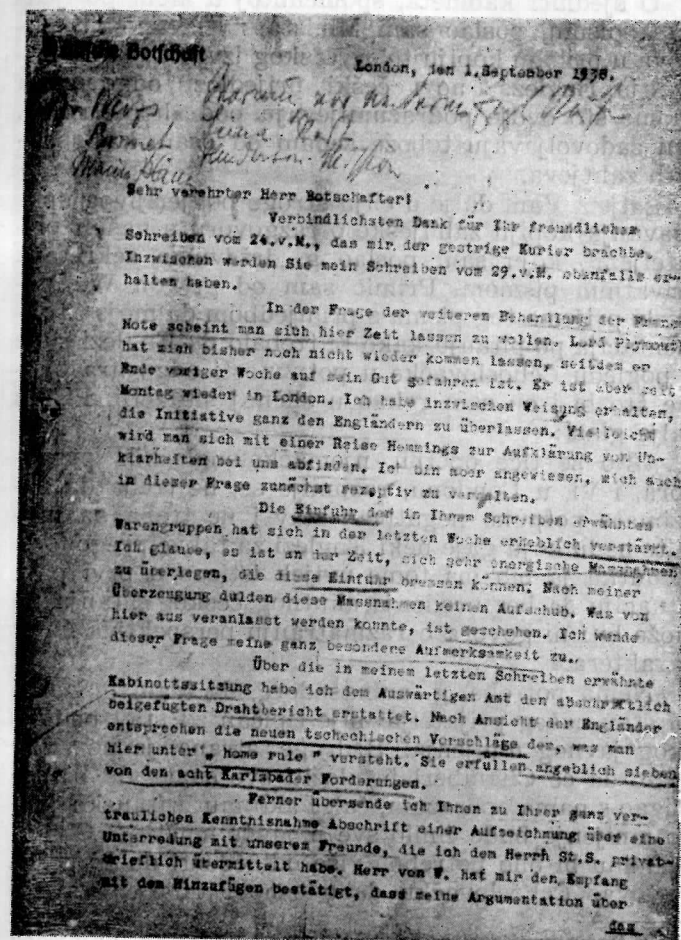 Botschaft
London, den 1.September 1938.
Bonnet
Henderson
Sehr verehrter Herr Botschafter!
Verbindlichsten Dank für Ihr freundliches
Schreiben vom 24.v.M., das mir der gestrige Kurier brachte.
Inzwischen werden Sie mein Schreiben vom 29.v.M. ebenfalls er-
halten haben.
In der Frage der weiteren Behandlung der
Note scheint man sich hier Zeit lassen zu wollen. Lord Plymouth
hat mich bisher noch nicht wieder kommen lassen, seitdem er
Ende voriger Woche auf sein Gut gefahren ist. Er ist aber seit
Montag wieder in London. Ich habe inzwischen Weisung erhalten,
die Initiative ganz den Engländern zu überlassen. Vielleicht
wird man sich mit einer Reise Hemmings zur Aufklärung von Un-
klarheiten bei uns abfinden. Ich bin aber angewiesen, mich auch
in dieser Frage zunächst rezeptiv zu verhalten.
Die Einfuhr der in Ihrem Schreiben erwähnten
Warengruppen hat sich in der letzten Woche erheblich verstärkt.
Ich glaube, es ist an der Zeit, sich sehr energische Massnahmen
zu überlegen, die diese Einfuhr bremsen können. Nach meiner
Überzeugung dulden diese Massnahmen keinen Aufschub. Was von
hier aus veranlasst werden konnte, ist geschehen. Ich wende
dieser Frage meine ganz besondere Aufmerksamkeit zu.
Über die in meinem letzten Schreiben erwähnte
Kabinettssitzung habe ich dem Auswärtigen Amt den abschriftlich
beigefügten Drahtbericht erstattet. Nach Ansicht der Engländer
entsprechen die neuen tschechischen Vorschläge dem, was man
hier unter „ home rule " versteht. Sie erfüllen angeblich sieben
von den acht Karlsbader Forderungen.
Ferner übersende ich Ihnen zu Ihrer ganz ver-
traulichen Kenntnisnahme Abschrift einer Aufzeichnung über eine
Unterredung mit unserem Freunde, die ich dem Herrn St.S. privat-
brieflich übermittelt habe. Herr von W. hat mir den Empfang
mit dem Hinzufügen bestätigt, dass seine Argumentation über
das